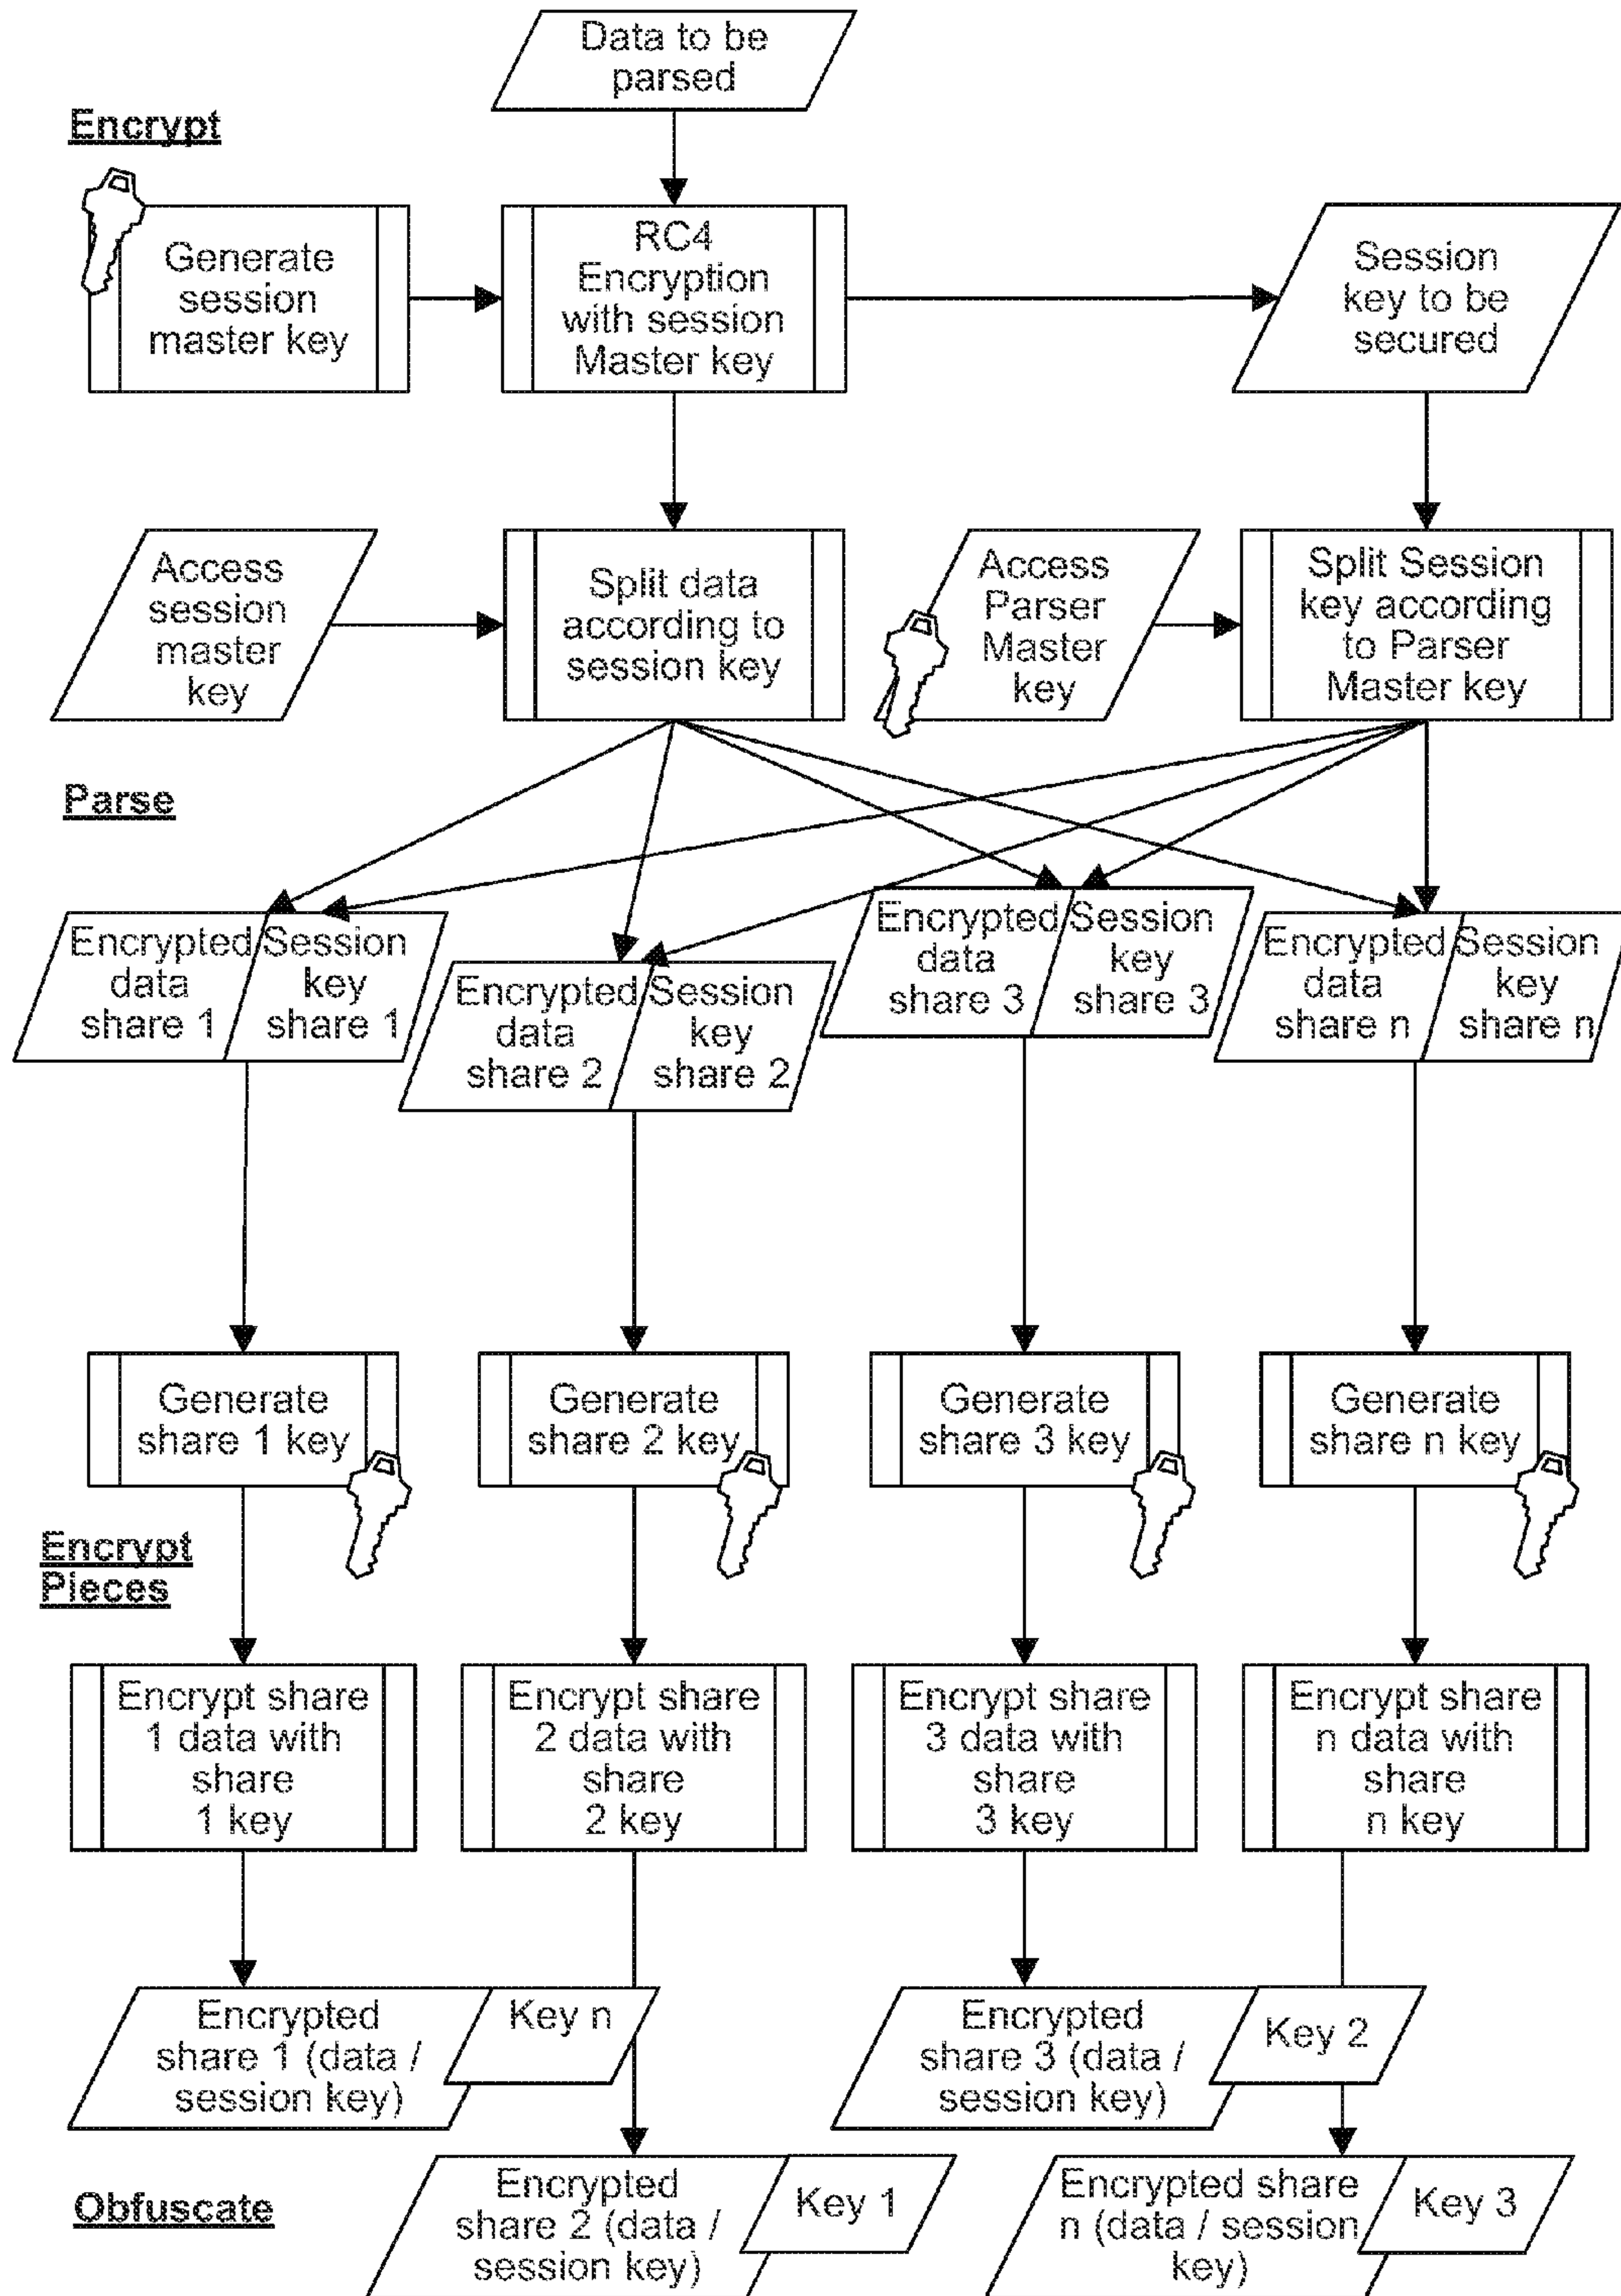 Data to be
parsed
Encrypt
Generate
session
master key
RC4
Encryption
with session
Master key
Session
key to be
secured
Access
session
master
key
Split data
according to
session key
Access
Parser
Master
key
Split Session
key according
to Parser
Master key
Parse
Encrypted
data
share 1
Session
key
share 1
Encrypted
data
share 2
Session
key
share 2
Encrypted
data
share 3
Session
key
share 3
Encrypted
data
share n
Session
key
share n
Generate
share 1 key
Generate
share 2 key
Generate
share 3 key
Generate
share n key
Encrypt
Pieces
Encrypt share
1 data with
share
1 key
Encrypt share
2 data with
share
2 key
Encrypt share
3 data with
share
3 key
Encrypt share
n data with
share
n key
Encrypted
share 1 (data /
session key)
Key n
Encrypted
share 3 (data /
session key)
Key 2
Obfuscate
Encrypted
share 2 (data /
session key)
Key 1
Encrypted share
n (data / session
key)
Key 3